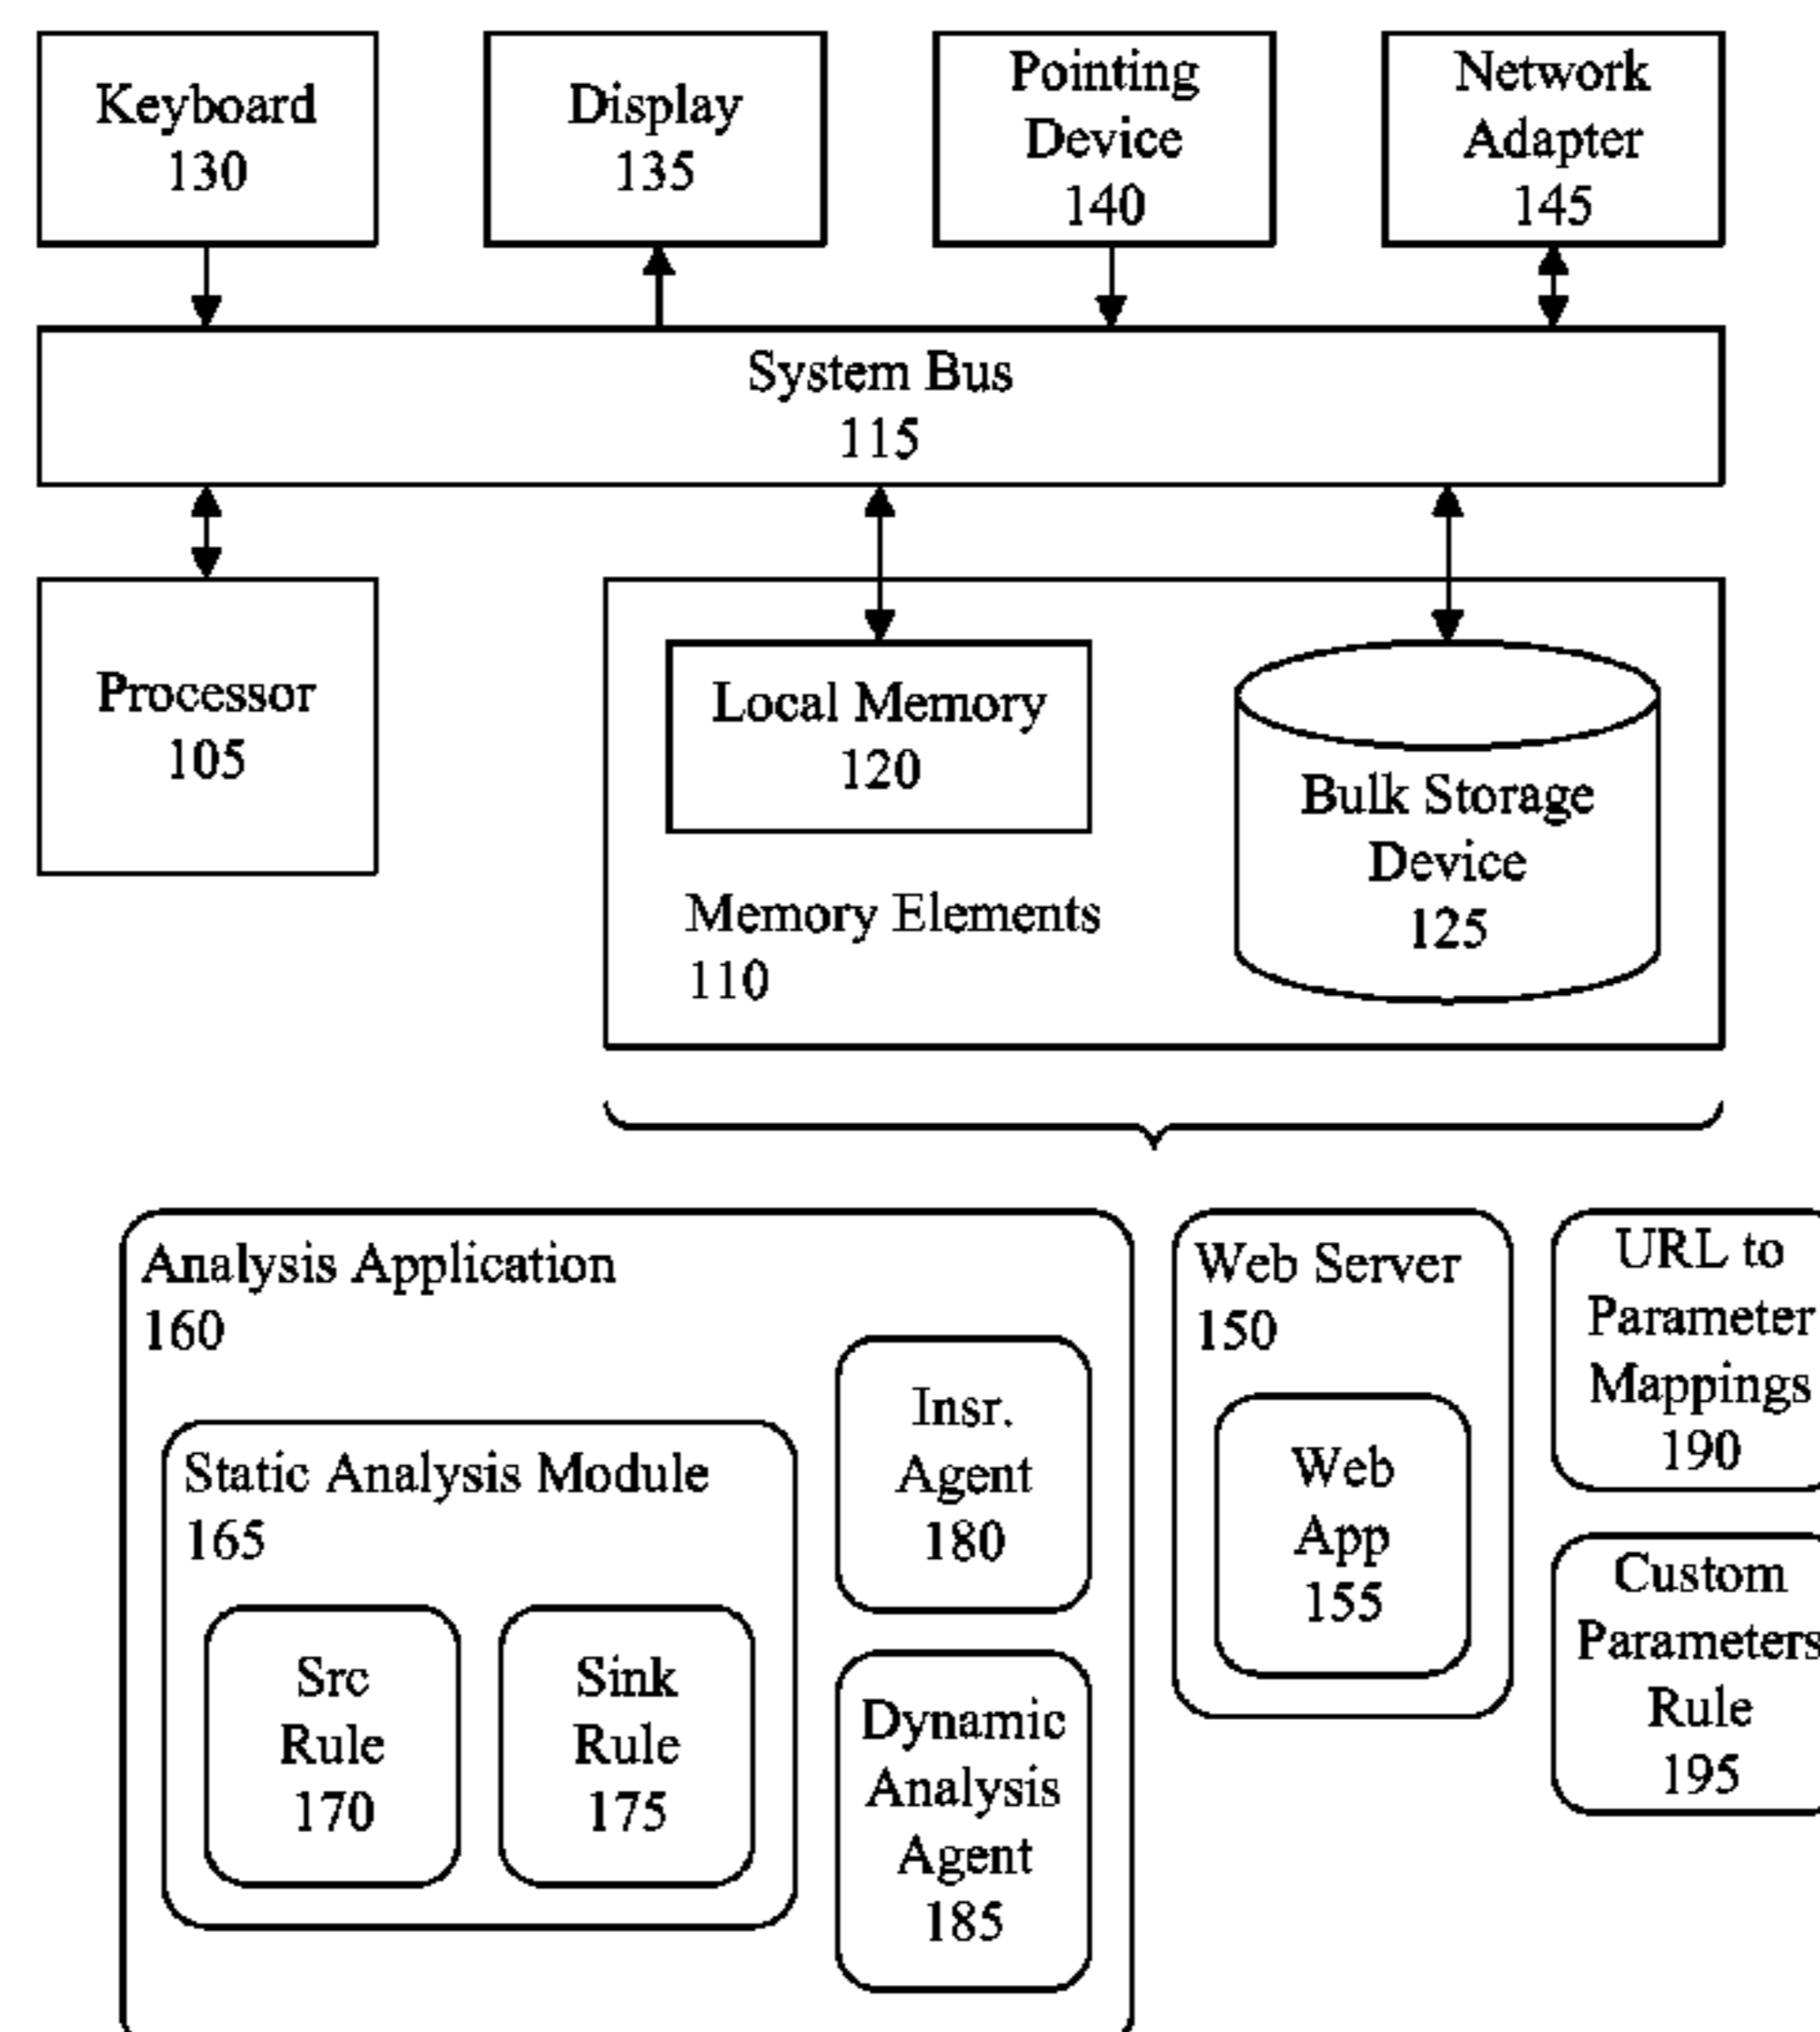 Keyboard
130
Display
135
Pointing
Device
140
Network
Adapter
145
System Bus
115
Processor
105
Local Memory
120
Memory Elements
110
Bulk Storage
Device
125
Analysis Application
160
Static Analysis Module
165
Src
Rule
170
Sink
Rule
175
Insr.
Agent
180
Dynamic
Analysis
Agent
185
Web Server
150
Web
App
155
URL to
Parameter
Mappings
190
Custom
Parameters
Rule
195